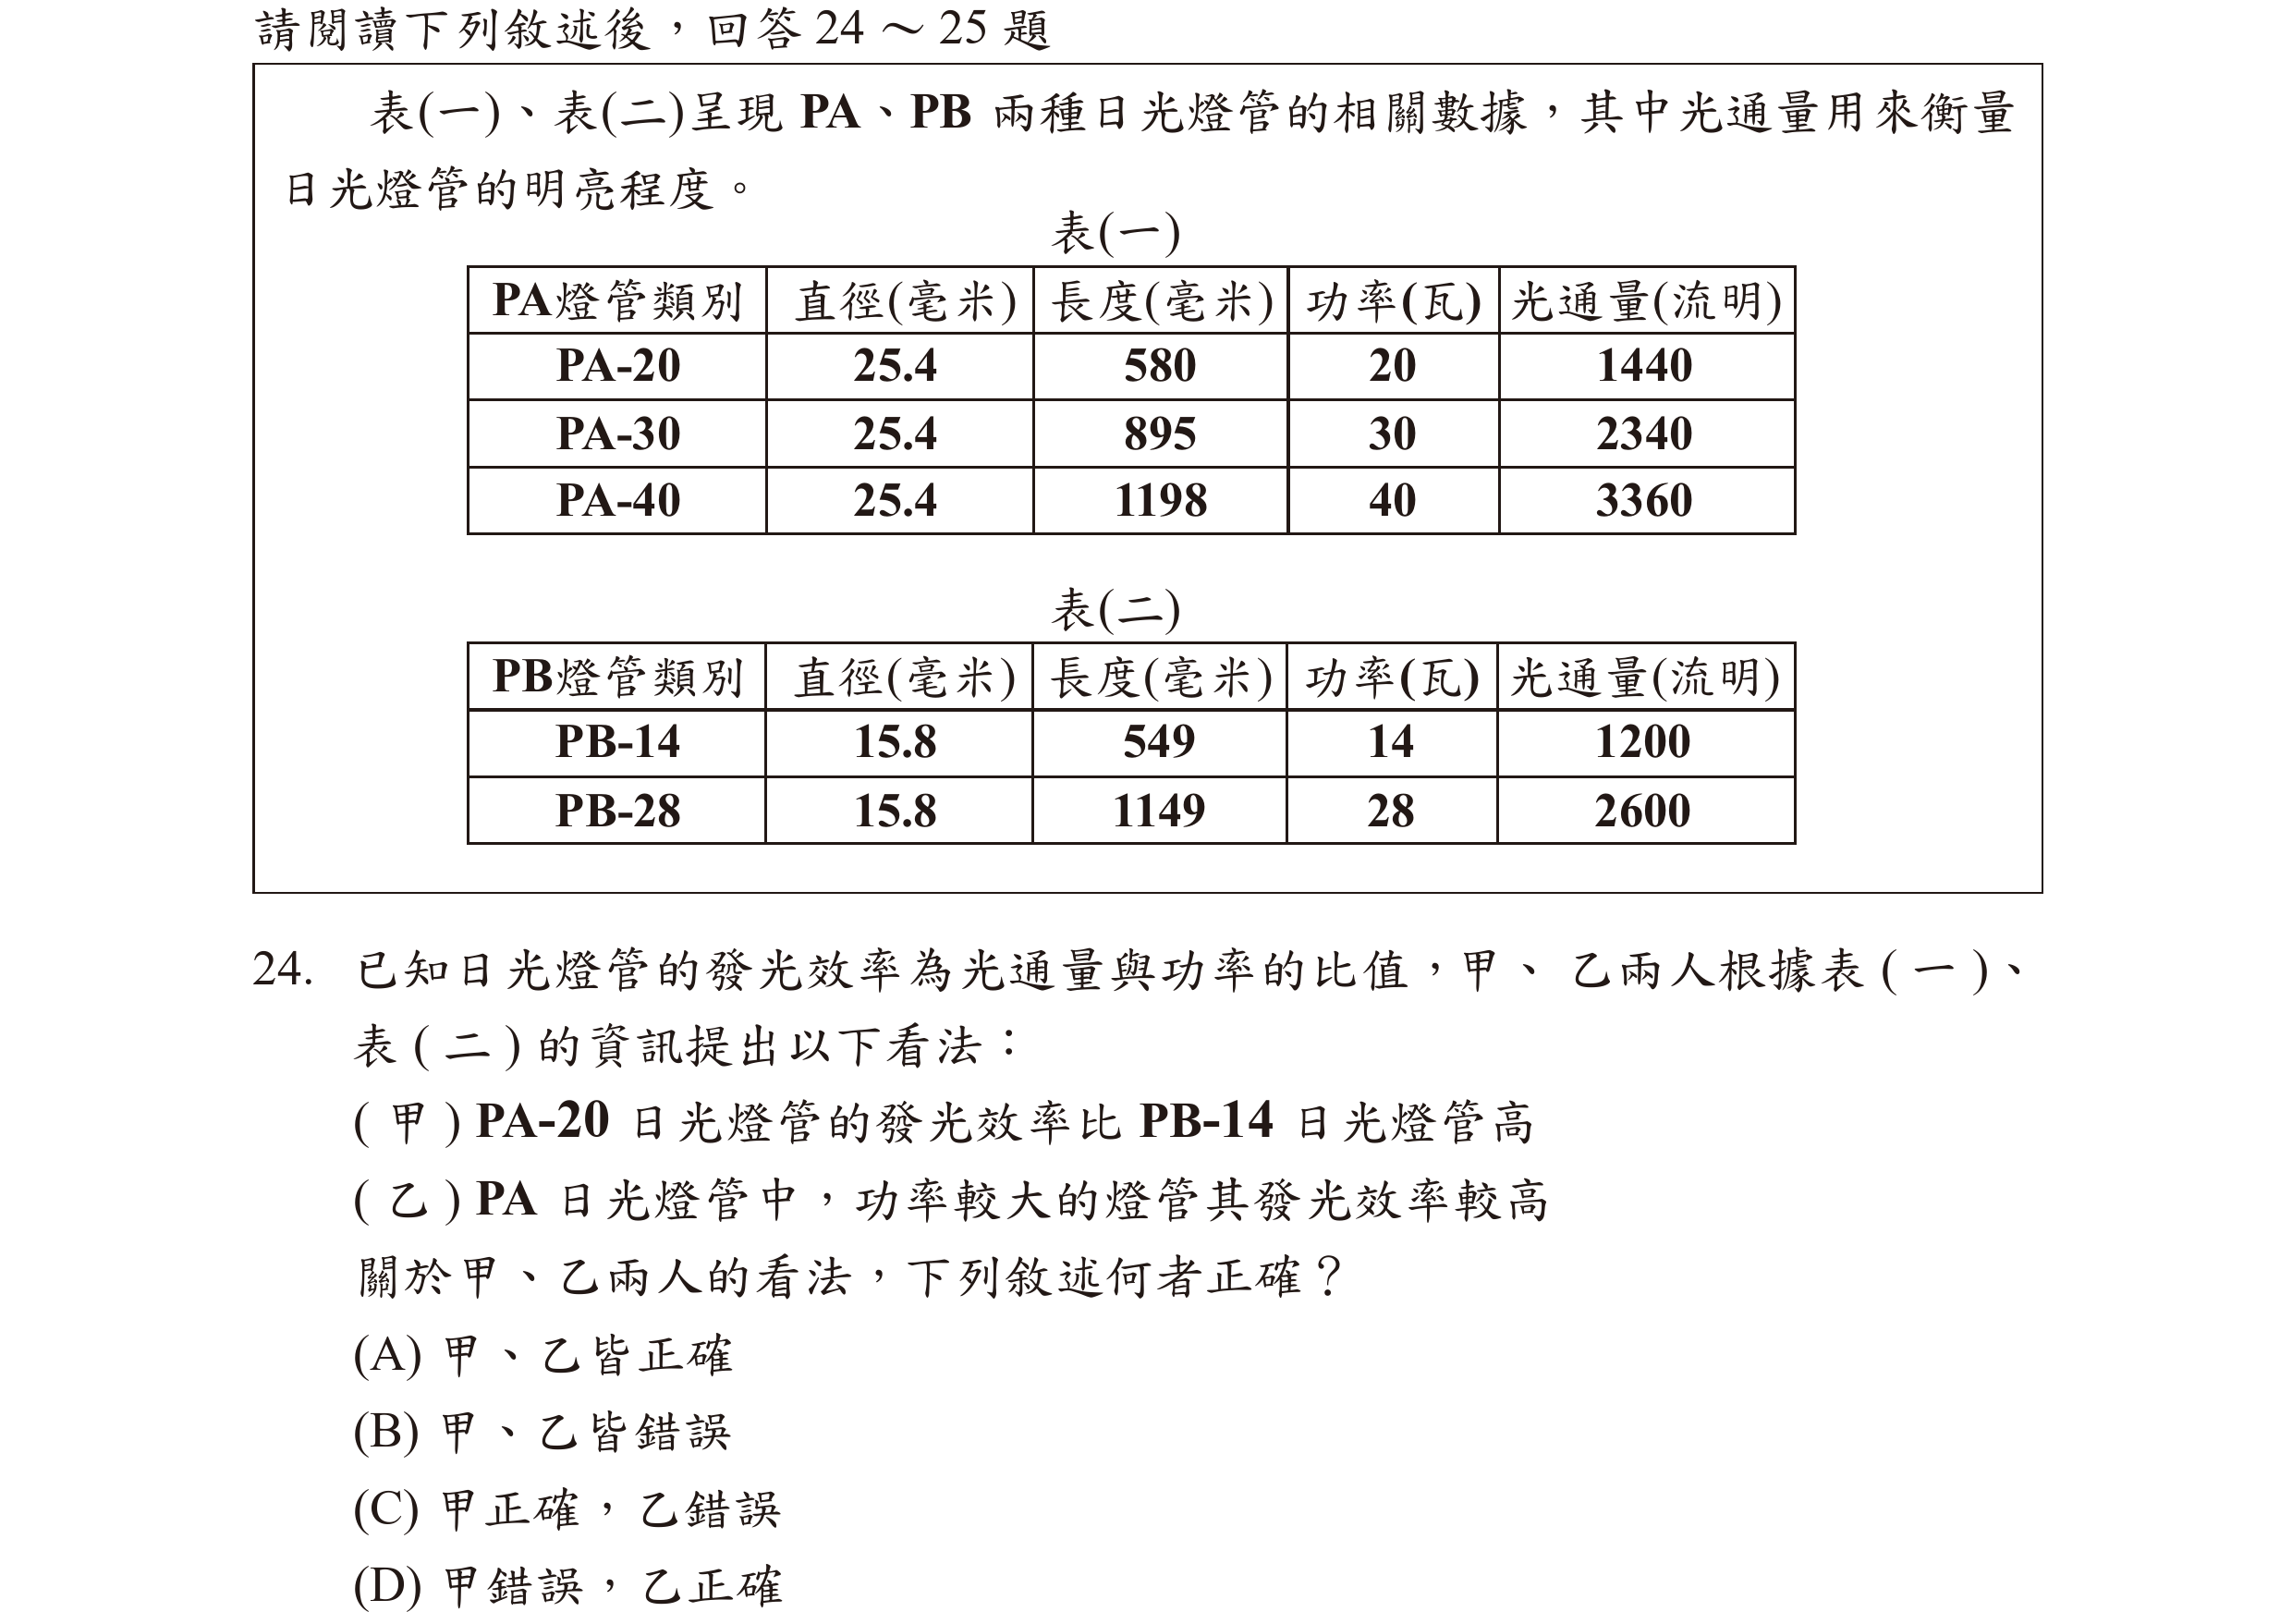 請閱讀下列敘述後，回答 24 ～ 25 題
表(一)、表(二)呈現 PA、PB 兩種日光燈管的相關數據，其中光通量用來衡量
日光燈管的明亮程度。
表(一)
PA燈管類別 直徑(毫米) 長度(毫米) 功率(瓦) 光通量(流明)
PA-20 25.4 580 20 1440
PA-30 25.4 895 30 2340
PA-40 25.4 1198 40 3360
表(二)
PB燈管類別 直徑(毫米) 長度(毫米) 功率(瓦) 光通量(流明)
PB-14 15.8 549 14 1200
PB-28 15.8 1149 28 2600
24. 已知日光燈管的發光效率為光通量與功率的比值，甲、乙兩人根據表(一)、
表(二)的資訊提出以下看法：
(甲) PA-20 日光燈管的發光效率比 PB-14 日光燈管高
(乙) PA 日光燈管中，功率較大的燈管其發光效率較高
關於甲、乙兩人的看法，下列敘述何者正確？
(A) 甲、乙皆正確
(B) 甲、乙皆錯誤
(C) 甲正確，乙錯誤
(D) 甲錯誤，乙正確